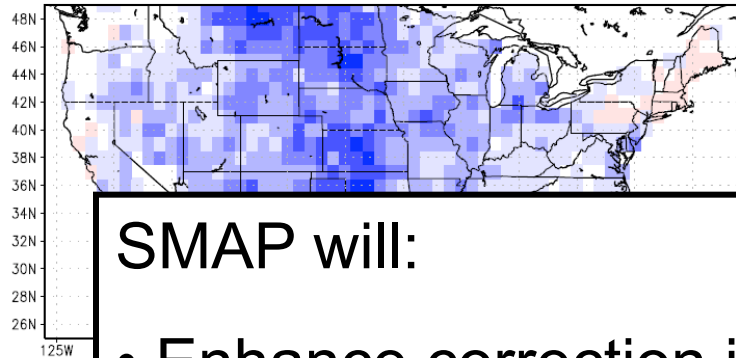 48N
46N
44N
42N
40N
38N
36N
34N
32N
30N
28N
26N
125W
SMAP will:
• Enhance correction i